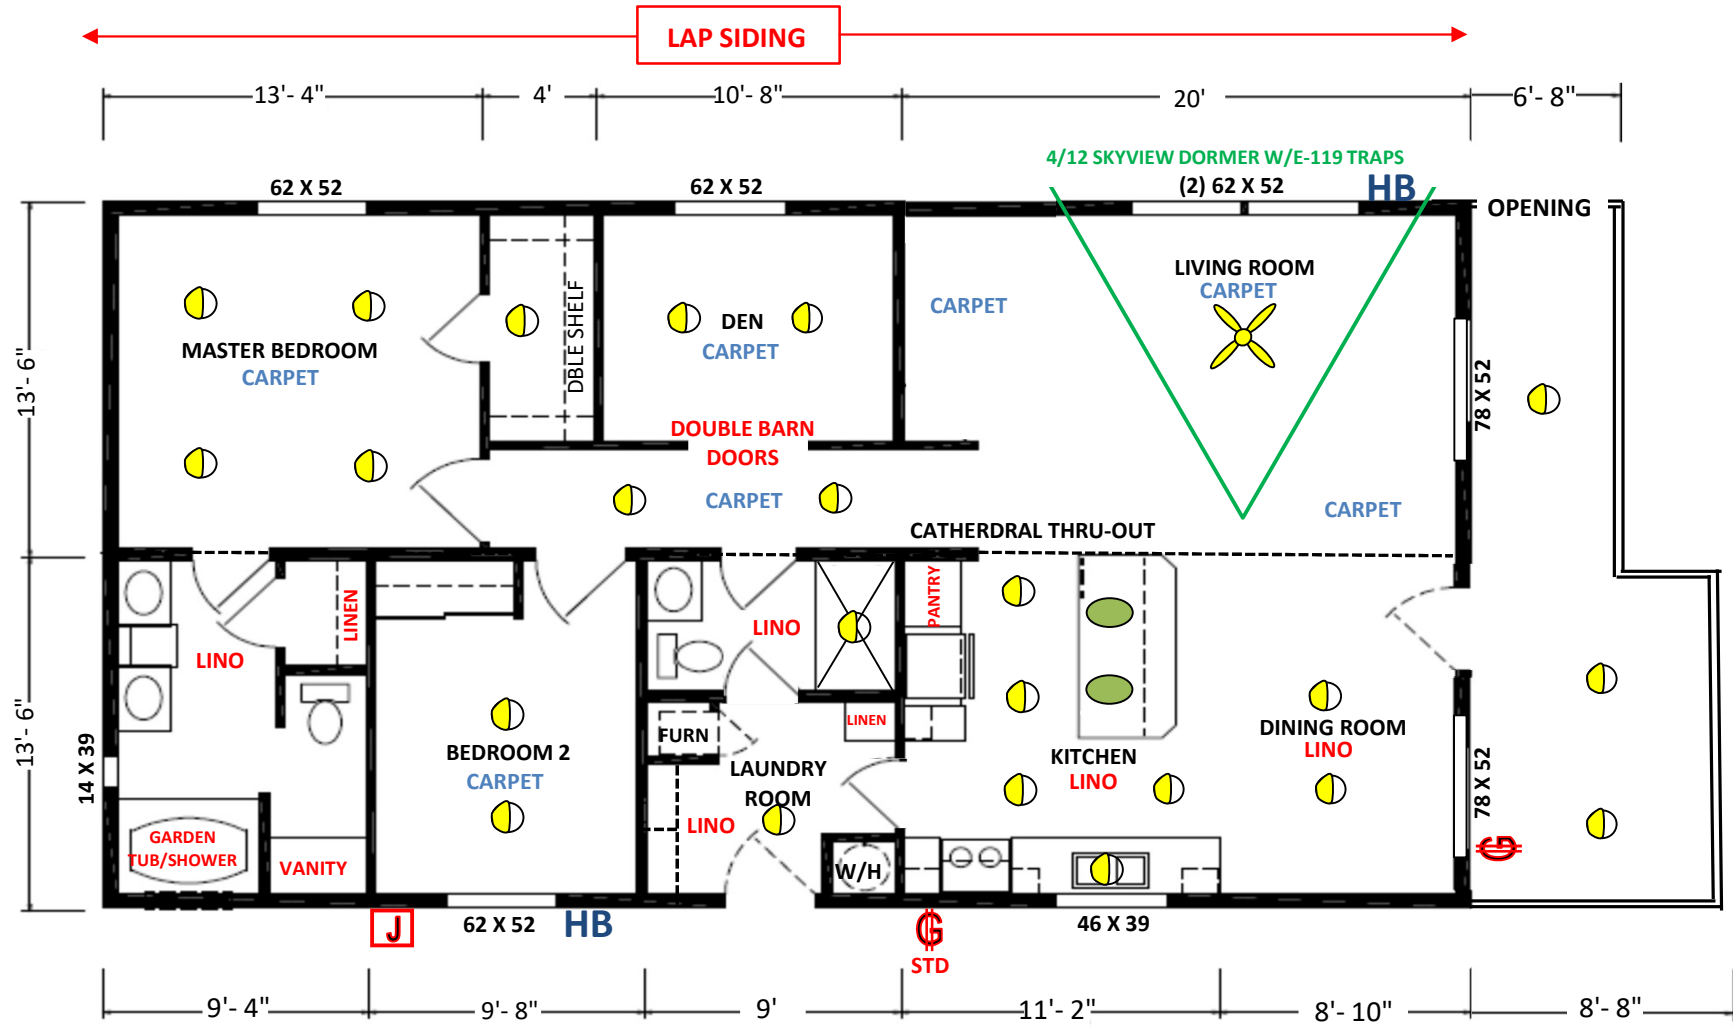 LAP SIDING
13'- 4"
4'
10'- 8"
20'
6'- 8"
4/12 SKYVIEW DORMER W/E-119 TRAPS
62 X 52
62 X 52
(2) 62 X 52
HB
OPENING
13'- 6"
MASTER BEDROOM
CARPET
DBLE SHELF
DEN
CARPET
CARPET
LIVING ROOM
CARPET
78 X 52
DOUBLE BARN
DOORS
CARPET
CARPET
CATHERDRAL THRU-OUT
13'- 6"
14 X 39
LINO
LINEN
LINO
PANTRY
FURN
LINEN
BEDROOM 2
CARPET
LAUNDRY
ROOM
LINO
KITCHEN
LINO
DINING ROOM
LINO
78 X 52
G
GARDEN
TUB/SHOWER
VANITY
W/H
J
62 X 52
HB
G
STD
46 X 39
9'- 4"
9'- 8"
9'
11'- 2"
8'- 10"
8'- 8"